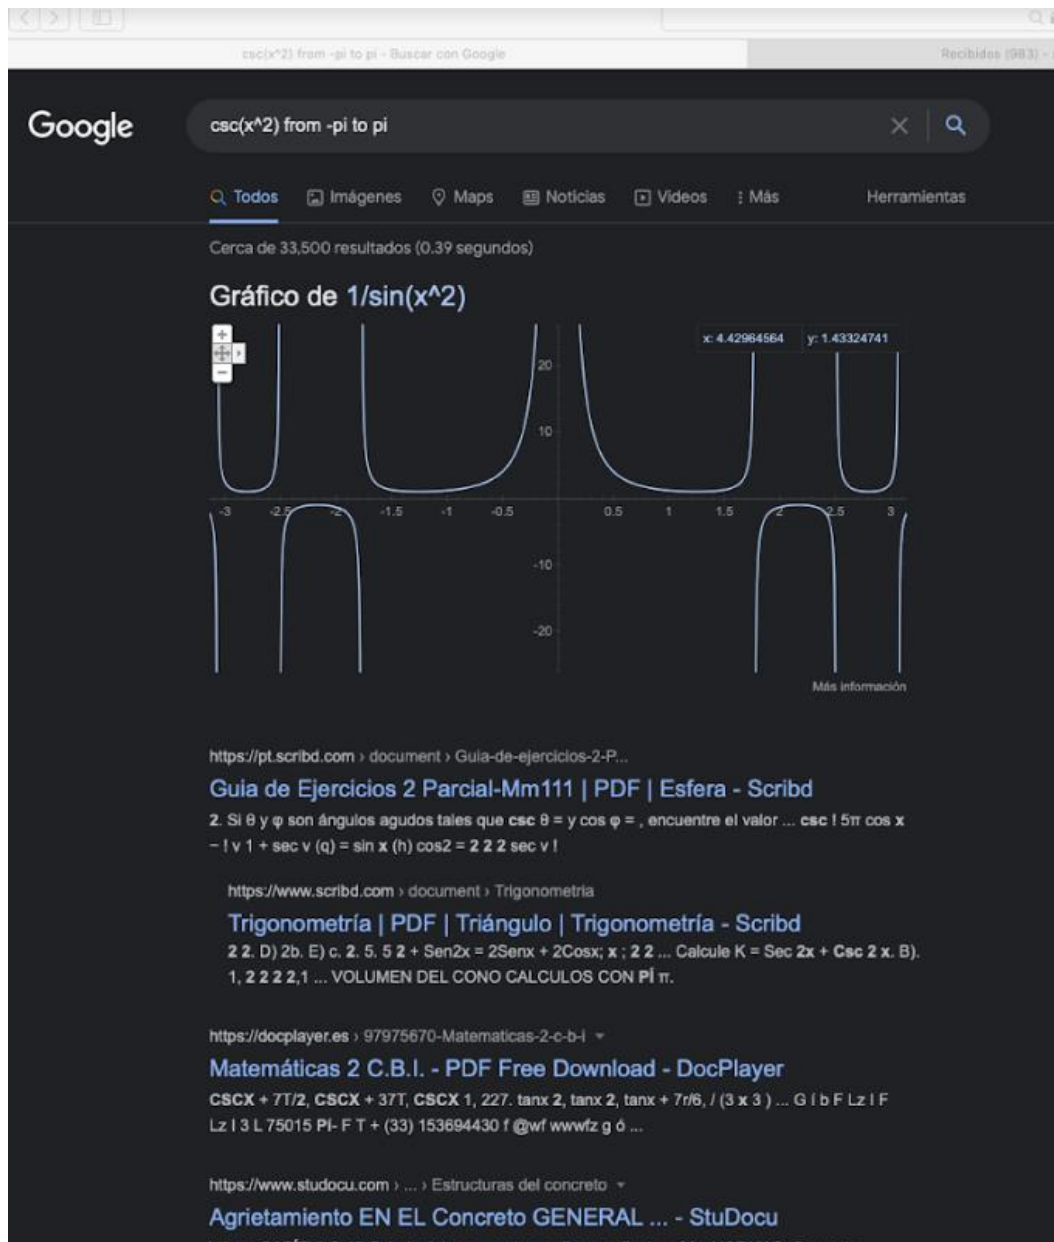 csc(x^2) from -pi to pi - Buscar con Google
Recibidos (983) -
Google
csc(x^2) from -pi to pi
Todos Imágenes Maps Noticias Videos Más Herramientas
Cerca de 33,500 resultados (0.39 segundos)
Gráfico de 1/sin(x^2)
x: 4.42964564 y: 1.43324741
20
10
-3 -2.5 -2 -1.5 -1 -0.5 0.5 1 1.5 2 2.5 3
-10
-20
Más información
https://pt.scribd.com › document › Guia-de-ejercicios-2-P...
Guia de Ejercicios 2 Parcial-Mm111 | PDF | Esfera - Scribd
2. Si θ y φ son ángulos agudos tales que csc θ = y cos φ = , encuentre el valor ... csc ! 5π cos x
− ! v 1 + sec v (q) = sin x (h) cos2 = 2 2 2 sec v !
https://www.scribd.com › document › Trigonometria
Trigonometría | PDF | Triángulo | Trigonometría - Scribd
2 2. D) 2b. E) c. 2. 5. 5 2 + Sen2x = 2Senx + 2Cosx; x ; 2 2 ... Calcule K = Sec 2x + Csc 2 x. B).
1, 2 2 2 2,1 ... VOLUMEN DEL CONO CALCULOS CON PÍ π.
https://docplayer.es › 97975670-Matematicas-2-c-b-i
Matemáticas 2 C.B.I. - PDF Free Download - DocPlayer
CSCX + 7T/2, CSCX + 37T, CSCX 1, 227. tanx 2, tanx 2, tanx + 7r/6, / (3 x 3 ) ... G í b F Lz I F
Lz I 3 L 75015 PI- F T + (33) 153694430 f @wf wwwfz g ó ...
https://www.studocu.com › ... › Estructuras del concreto
Agrietamiento EN EL Concreto GENERAL ... - StuDocu